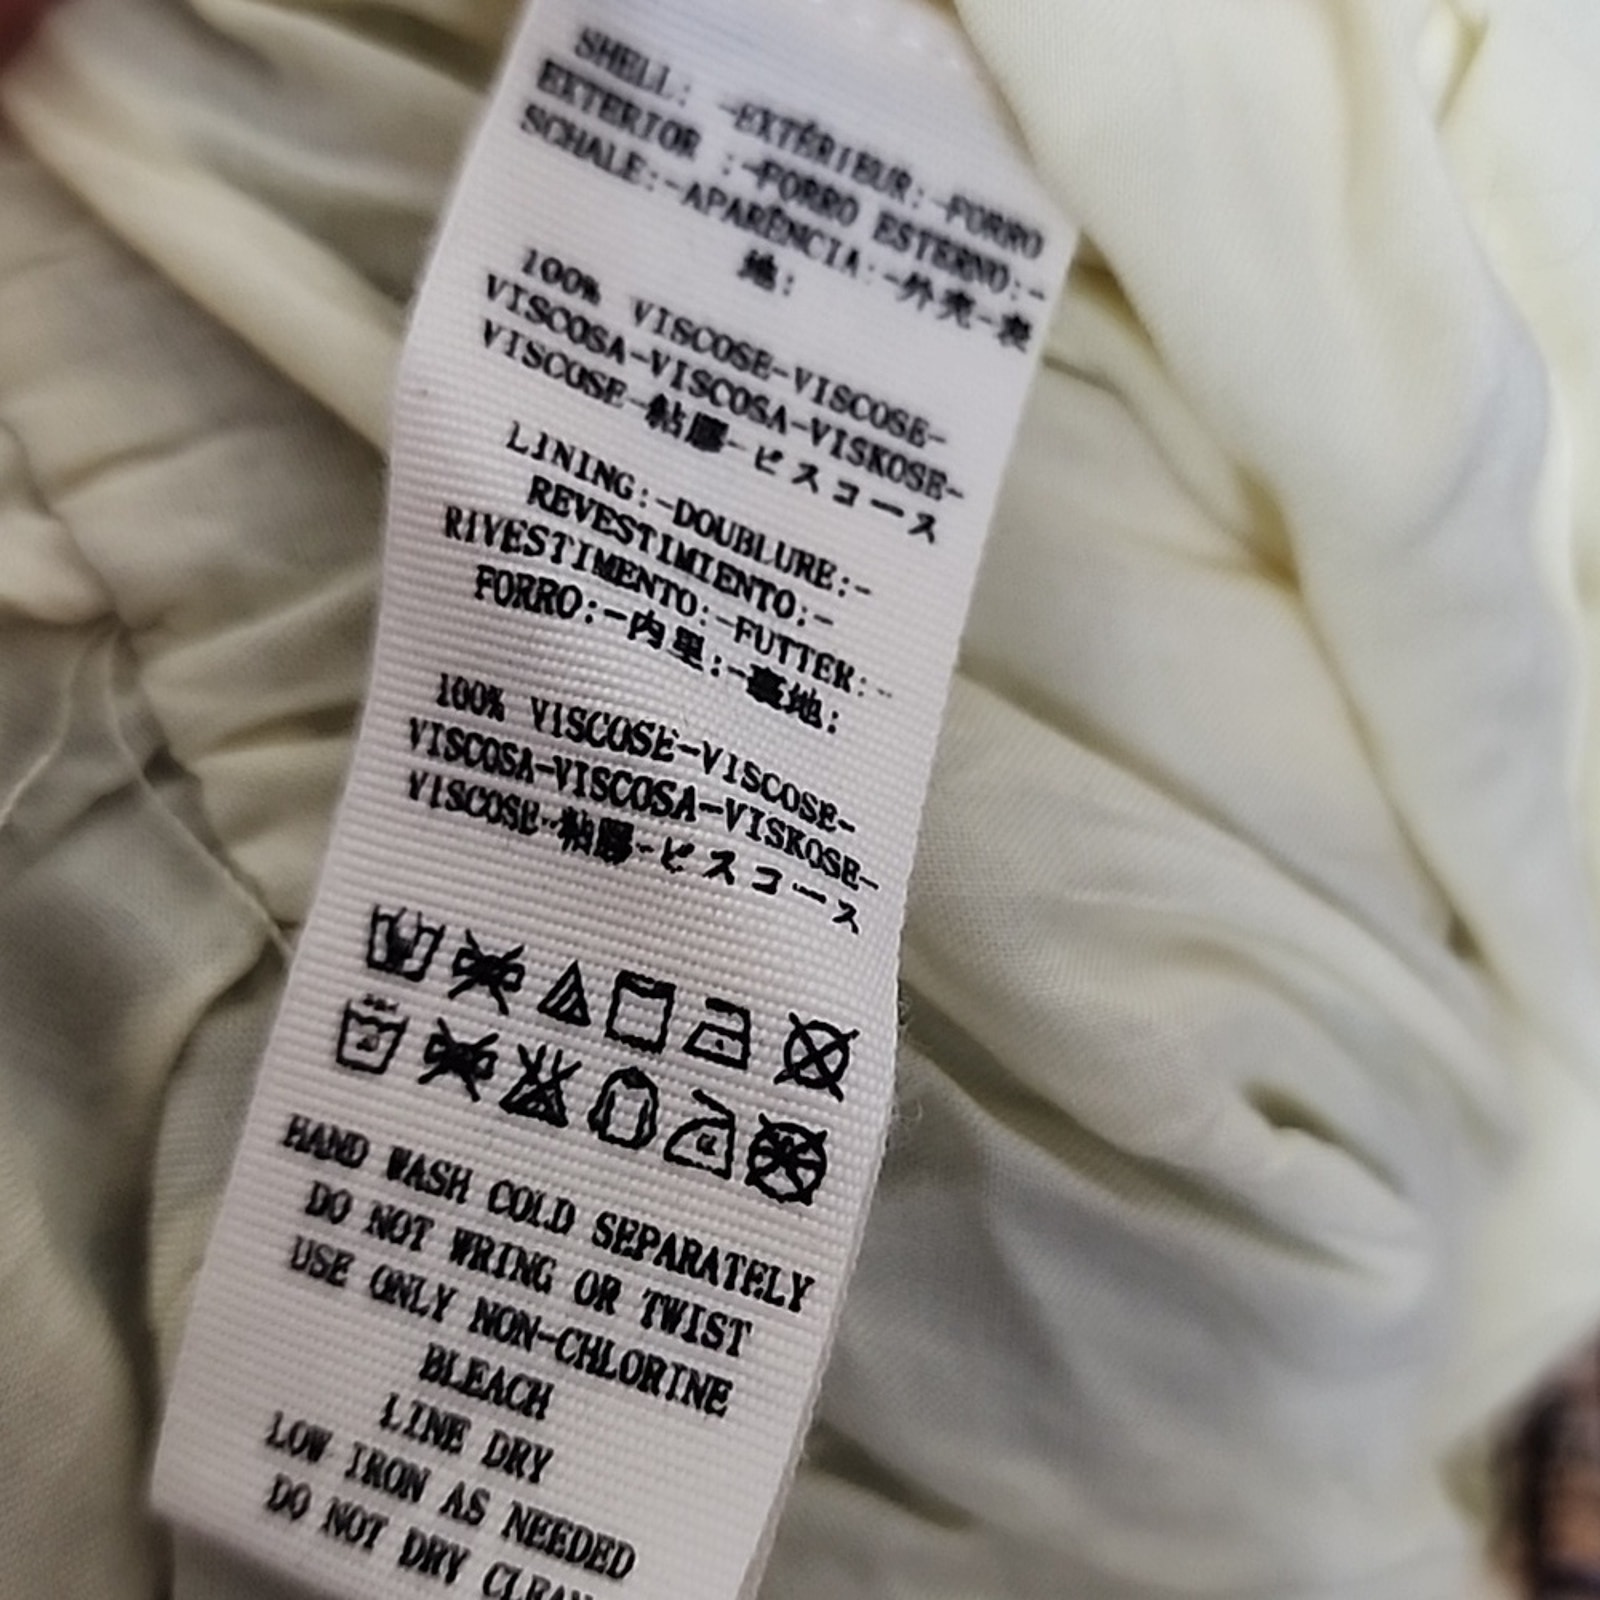 SHELL: -EXTÉRIEUR:-FORRO
EXTERIOR :-FORRO ESTERNO:-
SCHALE:-APARÊNCIA:-外壳-表
地:
100% VISCOSE-VISCOSE-
VISCOSA-VISCOSA-VISKOSE-
VISCOSE-粘膠-ビスコース
LINING:-DOUBLURE:-
REVESTIMIENTO:-
RIVESTIMENTO:-FUTTER:-
FORRO:-内里:-裏地:
100% VISCOSE-VISCOSE-
VISCOSA-VISCOSA-VISKOSE-
VISCOSE-粘膠-ビスコース
HAND WASH COLD SEPARATELY
DO NOT WRING OR TWIST
USE ONLY NON-CHLORINE
BLEACH
LINE DRY
LOW IRON AS NEEDED
DO NOT DRY CLEAN